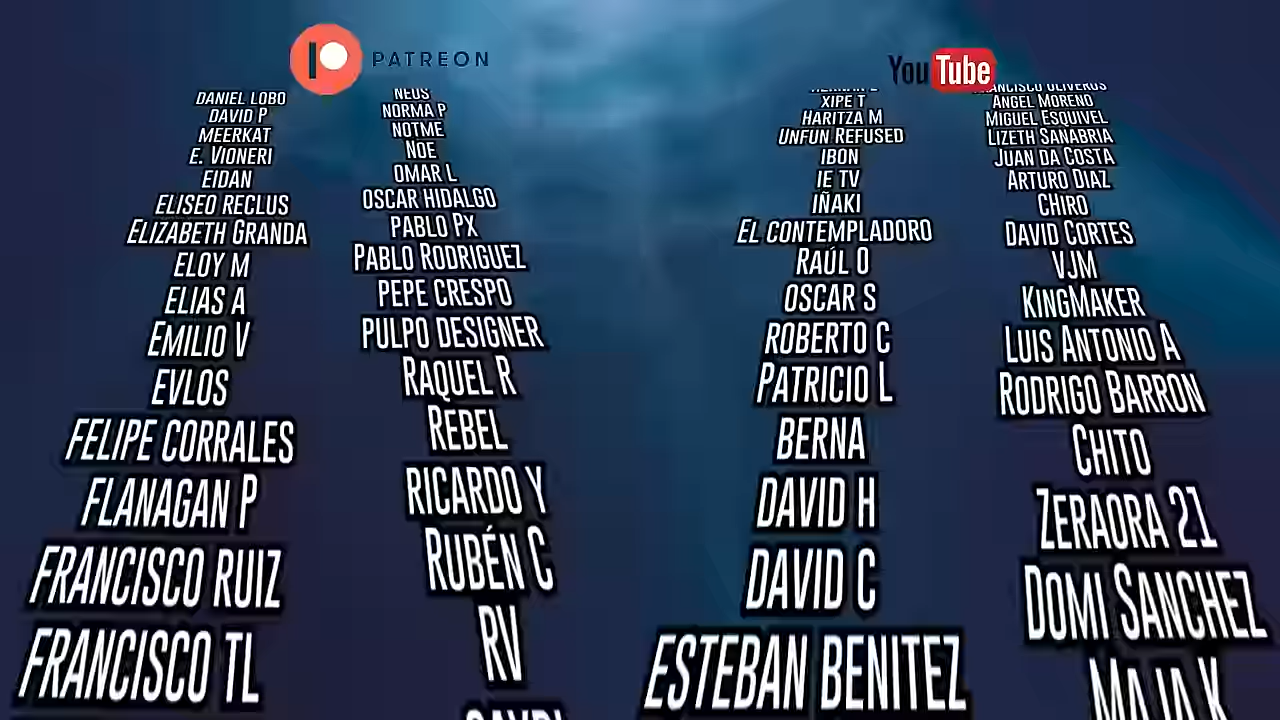 PATREON
DANIEL LOBO
DAVID P
MEERKAT
E. VIONERI
EIDAN
ELISEO RECLUS
ELIZABETH GRANDA
ELOY M
ELIAS A
EMILIO V
EVLOS
FELIPE CORRALES
FLANAGAN P
FRANCISCO RUIZ
FRANCISCO TL
NEUS
NORMA P
NOTME
NOE
OMAR L
OSCAR HIDALGO
PABLO PX
PABLO RODRIGUEZ
PEPE CRESPO
PULPO DESIGNER
RAQUEL R
REBEL
RICARDO Y
RUBÉN C
RV
YouTube
XIPE T
HARITZA M
UNFUN REFUSED
IBON
IE TV
IÑAKI
EL CONTEMPLADORO
RAÚL O
OSCAR S
ROBERTO C
PATRICIO L
BERNA
DAVID H
DAVID C
ESTEBAN BENITEZ
FRANCISCO OLIVEROS
ANGEL MORENO
MIGUEL ESQUIVEL
LIZETH SANABRIA
JUAN DA COSTA
ARTURO DIAZ
CHIRO
DAVID CORTES
VJM
KINGMAKER
LUIS ANTONIO A
RODRIGO BARRON
CHITO
ZERAORA 21
DOMI SANCHEZ
MAJA K